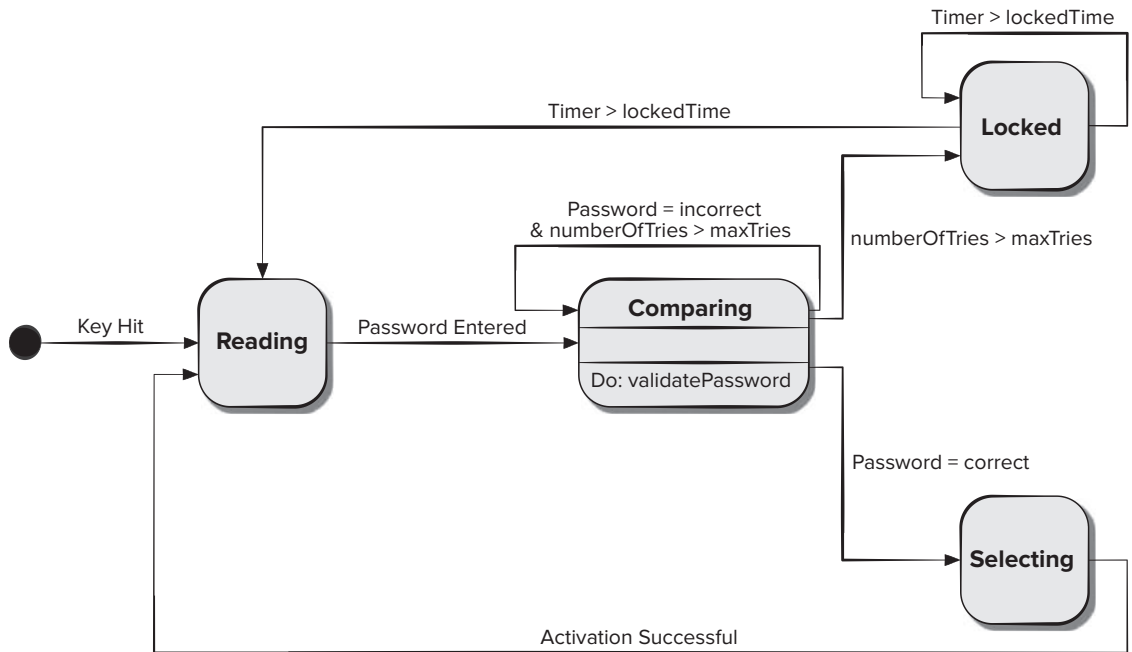 Timer > lockedTime
Locked
Timer > lockedTime
Password = incorrect
& numberOfTries > maxTries
numberOfTries > maxTries
Comparing
Key Hit
Reading
Password Entered
Do: validatePassword
Password = correct
Selecting
Activation Successful